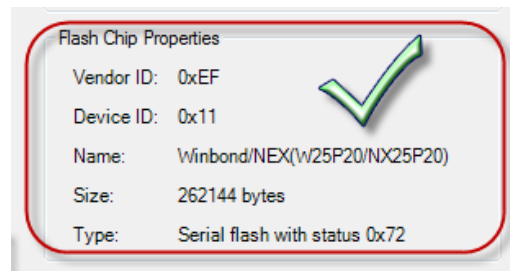 Flash Chip Properties
Vendor ID: 0xEF
Device ID: 0x11
Name: Winbond/NEX(W25P20/NX25P20)
Size: 262144 bytes
Type: Serial flash with status 0x72